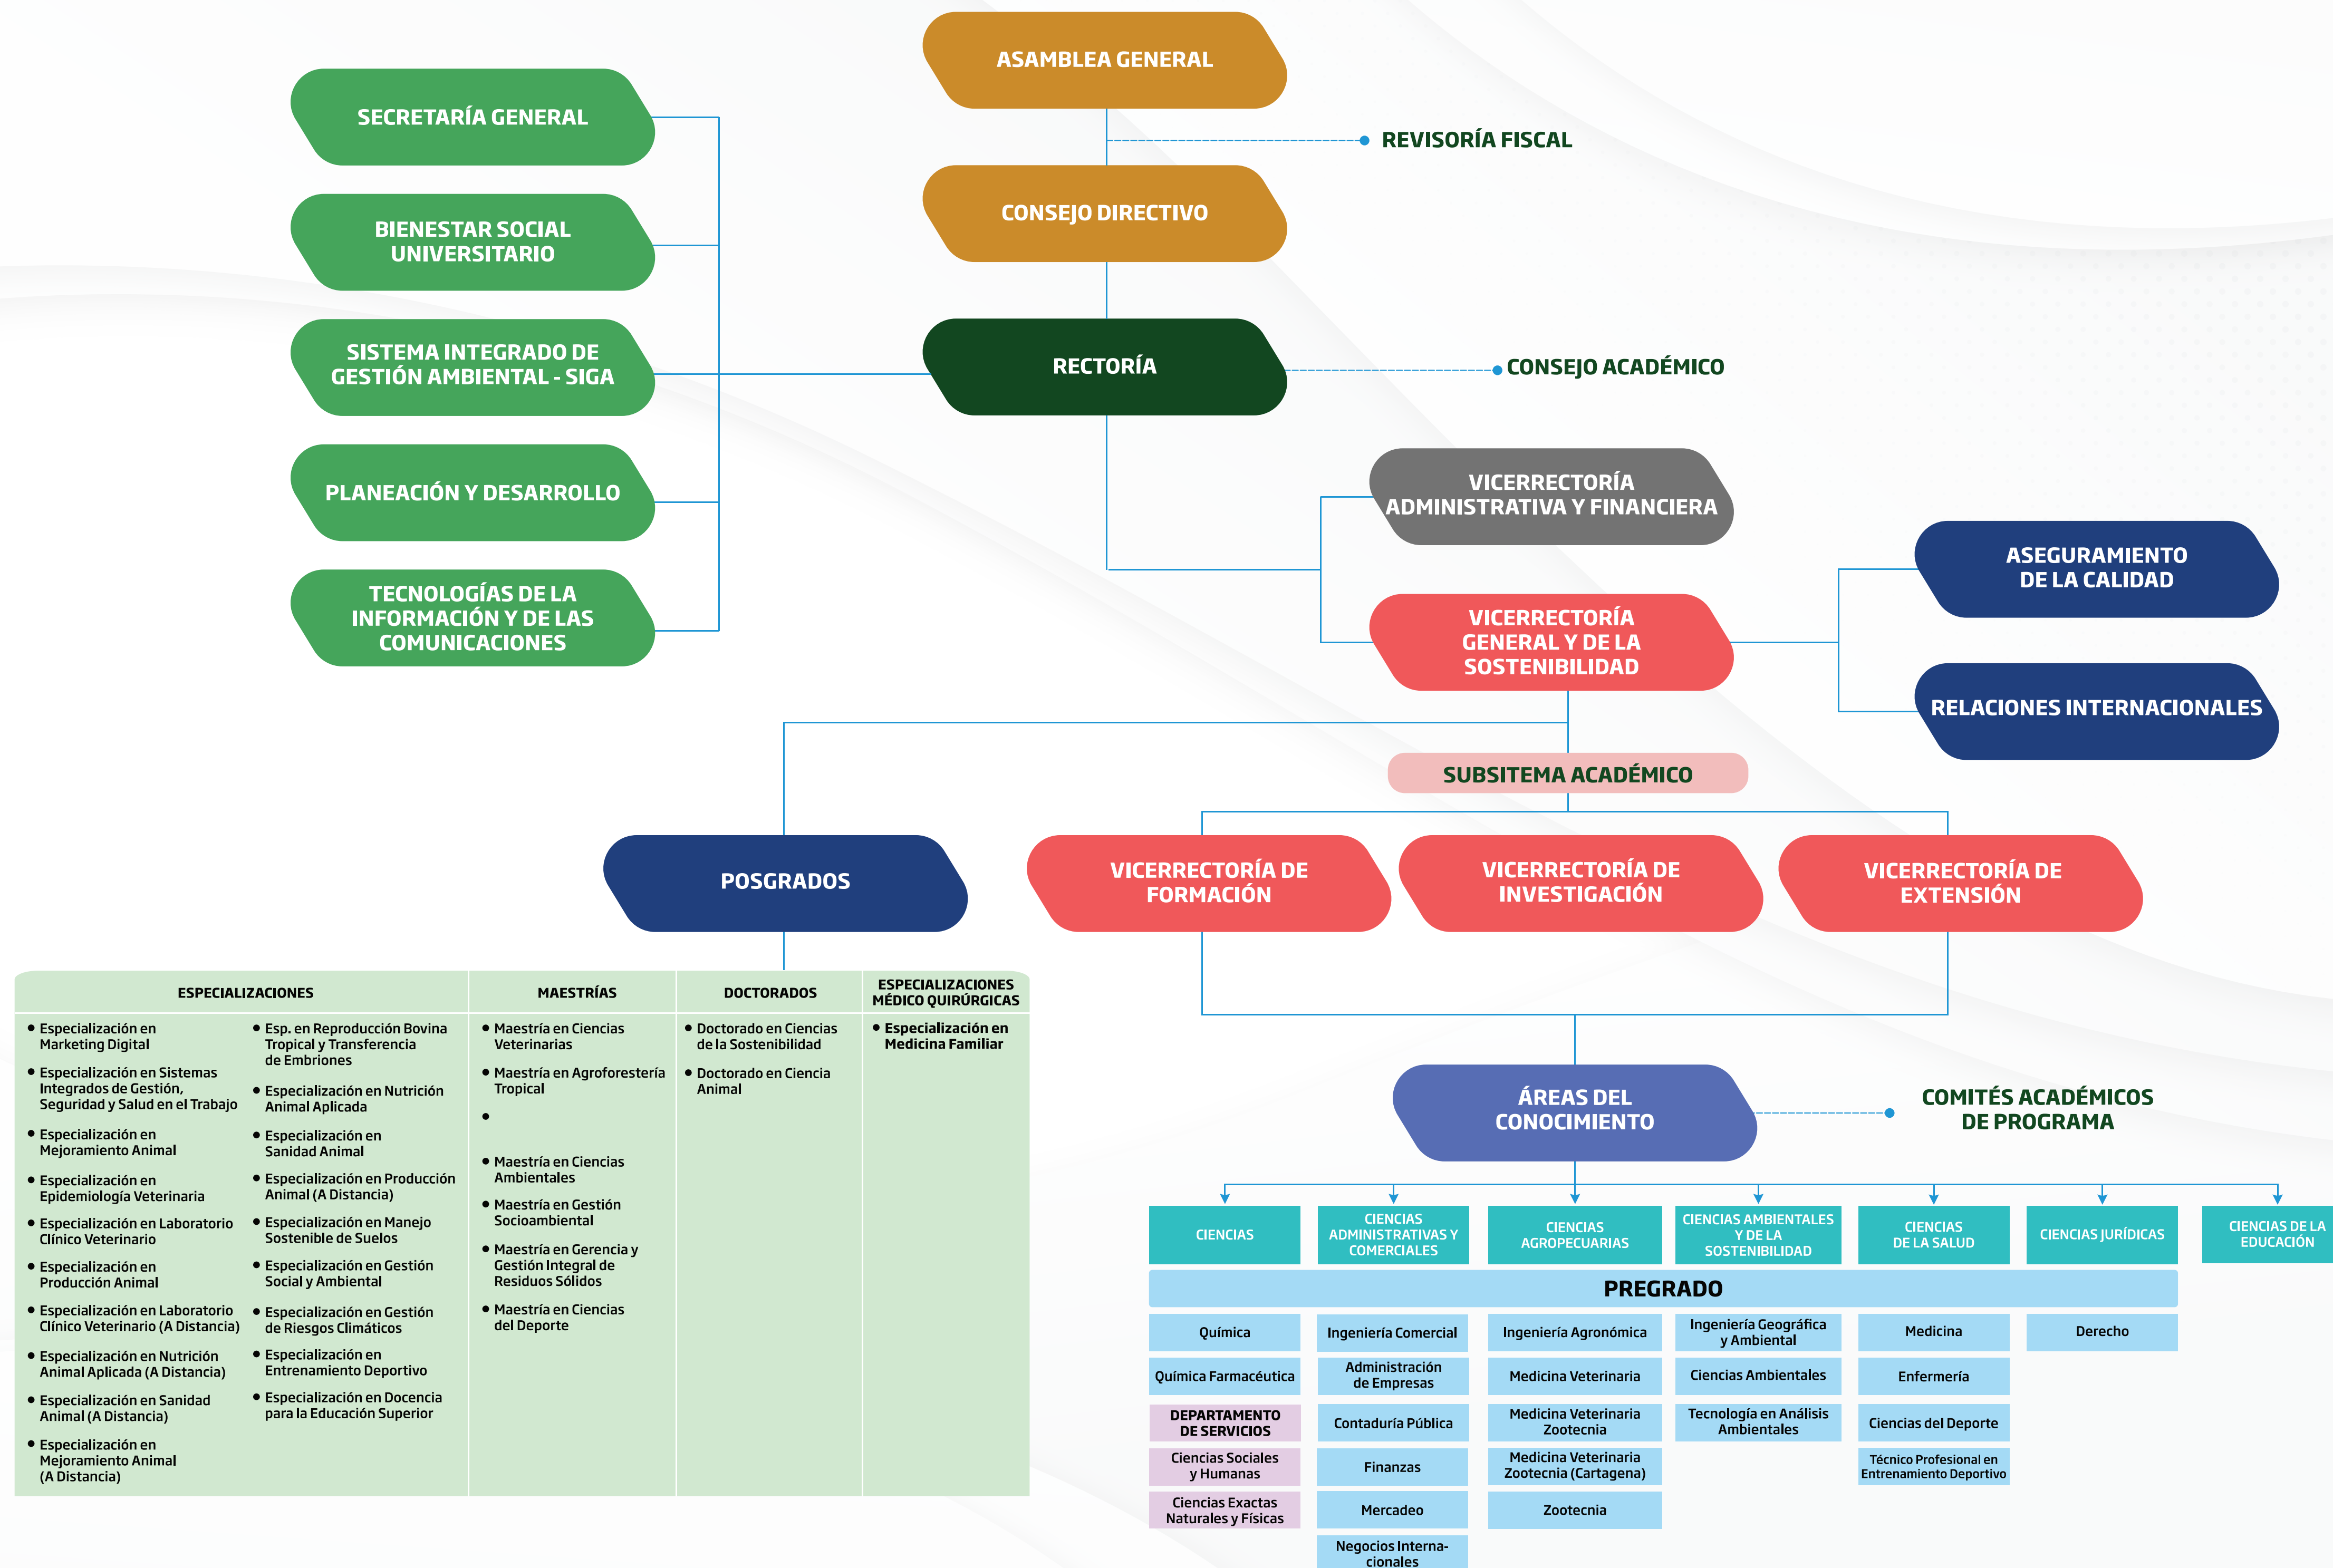 ASAMBLEA GENERAL
REVISORÍA FISCAL
CONSEJO DIRECTIVO
RECTORÍA
CONSEJO ACADÉMICO
SECRETARÍA GENERAL
BIENESTAR SOCIAL
UNIVERSITARIO
SISTEMA INTEGRADO DE
GESTIÓN AMBIENTAL - SIGA
PLANEACIÓN Y DESARROLLO
TECNOLOGÍAS DE LA
INFORMACIÓN Y DE LAS
COMUNICACIONES
VICERRECTORÍA
ADMINISTRATIVA Y FINANCIERA
VICERRECTORÍA
GENERAL Y DE LA
SOSTENIBILIDAD
ASEGURAMIENTO
DE LA CALIDAD
RELACIONES INTERNACIONALES
SUBSITEMA ACADÉMICO
POSGRADOS
VICERRECTORÍA DE
FORMACIÓN
VICERRECTORÍA DE
INVESTIGACIÓN
VICERRECTORÍA DE
EXTENSIÓN
ESPECIALIZACIONES
• Especialización en
Marketing Digital
• Especialización en Sistemas
Integrados de Gestión,
Seguridad y Salud en el Trabajo
• Especialización en
Mejoramiento Animal
• Especialización en
Epidemiología Veterinaria
• Especialización en Laboratorio
Clínico Veterinario
• Especialización en
Producción Animal
• Especialización en Laboratorio
Clínico Veterinario (A Distancia)
• Especialización en Nutrición
Animal Aplicada (A Distancia)
• Especialización en Sanidad
Animal (A Distancia)
• Especialización en
Mejoramiento Animal
(A Distancia)
• Esp. en Reproducción Bovina
Tropical y Transferencia
de Embriones
• Especialización en Nutrición
Animal Aplicada
• Especialización en
Sanidad Animal
• Especialización en Producción
Animal (A Distancia)
• Especialización en Manejo
Sostenible de Suelos
• Especialización en Gestión
Social y Ambiental
• Especialización en Gestión
de Riesgos Climáticos
• Especialización en
Entrenamiento Deportivo
• Especialización en Docencia
para la Educación Superior
MAESTRÍAS
• Maestría en Ciencias
Veterinarias
• Maestría en Agroforestería
Tropical
•
• Maestría en Ciencias
Ambientales
• Maestría en Gestión
Socioambiental
• Maestría en Gerencia y
Gestión Integral de
Residuos Sólidos
• Maestría en Ciencias
del Deporte
DOCTORADOS
• Doctorado en Ciencias
de la Sostenibilidad
• Doctorado en Ciencia
Animal
ESPECIALIZACIONES
MÉDICO QUIRÚRGICAS
• Especialización en
Medicina Familiar
ÁREAS DEL
CONOCIMIENTO
COMITÉS ACADÉMICOS
DE PROGRAMA
CIENCIAS
CIENCIAS
ADMINISTRATIVAS Y
COMERCIALES
CIENCIAS
AGROPECUARIAS
CIENCIAS AMBIENTALES
Y DE LA
SOSTENIBILIDAD
CIENCIAS
DE LA SALUD
CIENCIAS JURÍDICAS
CIENCIAS DE LA
EDUCACIÓN
PREGRADO
Química
Química Farmacéutica
DEPARTAMENTO
DE SERVICIOS
Ciencias Sociales
y Humanas
Ciencias Exactas
Naturales y Físicas
Ingeniería Comercial
Administración
de Empresas
Contaduría Pública
Finanzas
Mercadeo
Negocios Interna-
cionales
Ingeniería Agronómica
Medicina Veterinaria
Medicina Veterinaria
Zootecnia
Medicina Veterinaria
Zootecnia (Cartagena)
Zootecnia
Ingeniería Geográfica
y Ambiental
Ciencias Ambientales
Tecnología en Análisis
Ambientales
Medicina
Enfermería
Ciencias del Deporte
Técnico Profesional en
Entrenamiento Deportivo
Derecho